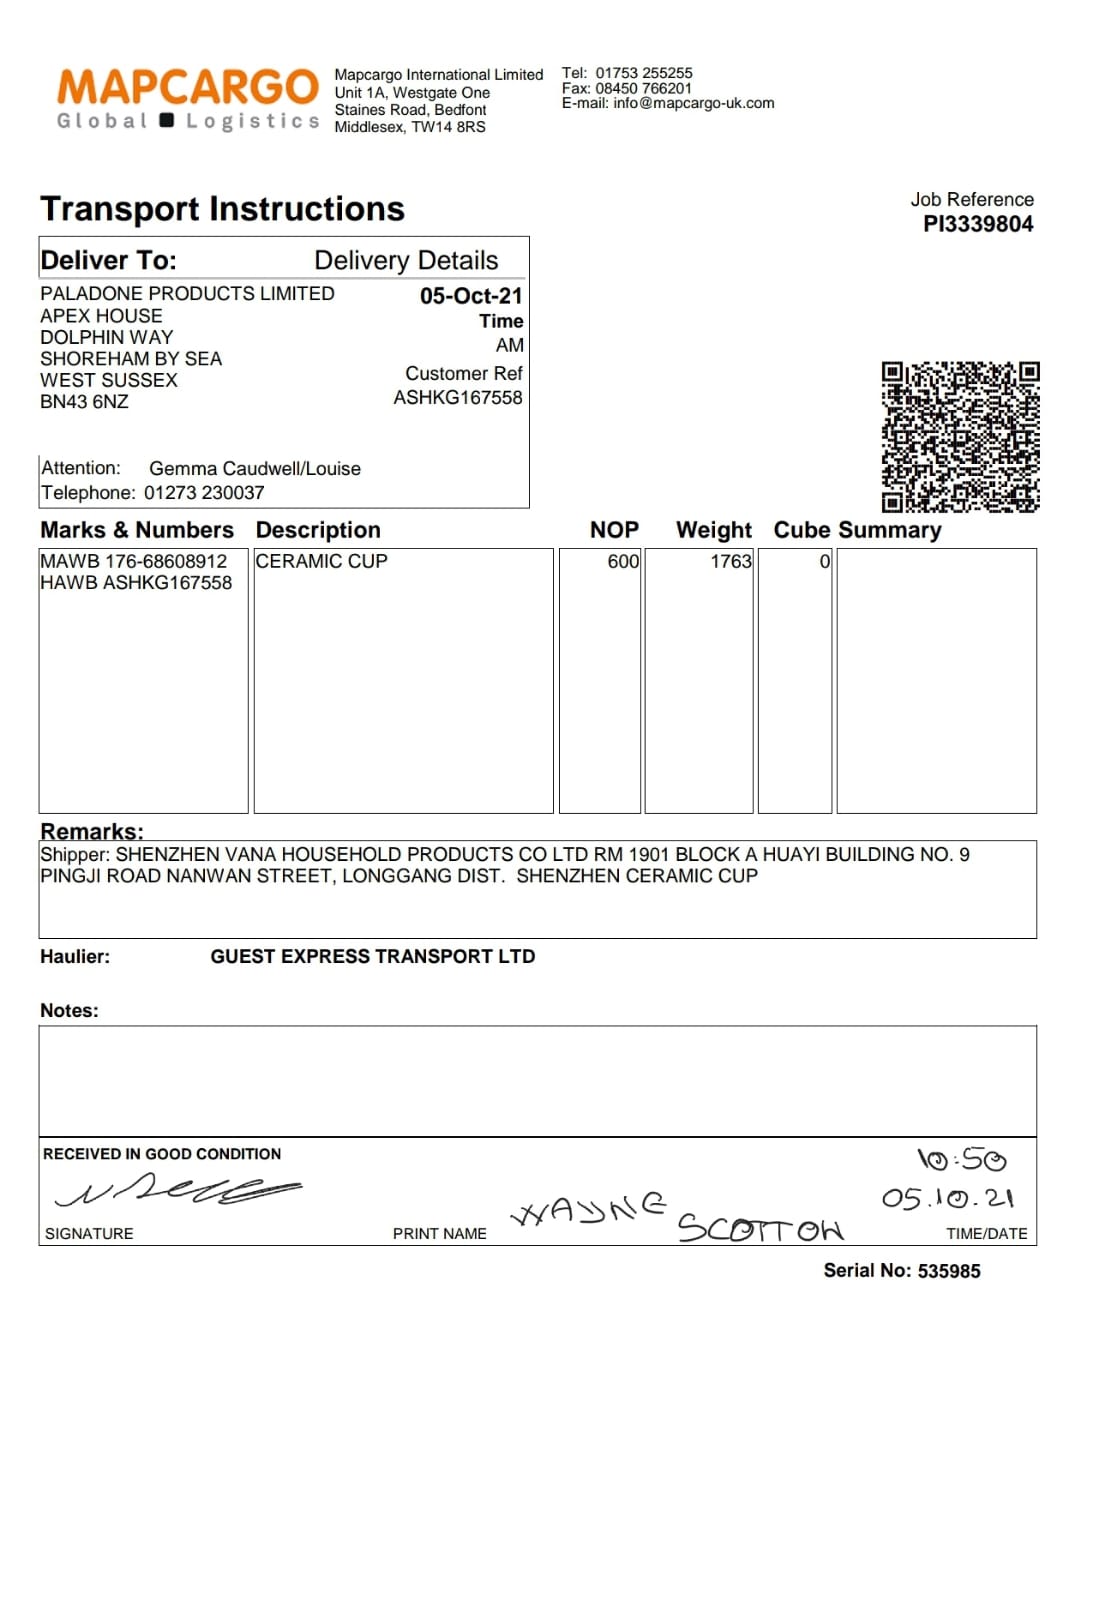 MAPCARGO
Global Logistics
Mapcargo International Limited
Unit 1A, Westgate One
Staines Road, Bedfont
Middlesex, TW14 8RS
Tel: 01753 255255
Fax: 08450 766201
E-mail: info@mapcargo-uk.com
Transport Instructions
Job Reference
PI3339804
Deliver To: Delivery Details
PALADONE PRODUCTS LIMITED
APEX HOUSE
DOLPHIN WAY
SHOREHAM BY SEA
WEST SUSSEX
BN43 6NZ
05-Oct-21
Time
AM
Customer Ref
ASHKG167558
Attention: Gemma Caudwell/Louise
Telephone: 01273 230037
Marks & Numbers Description NOP Weight Cube Summary
MAWB 176-68608912 CERAMIC CUP 600 1763 0
HAWB ASHKG167558
Remarks:
Shipper: SHENZHEN VANA HOUSEHOLD PRODUCTS CO LTD RM 1901 BLOCK A HUAYI BUILDING NO. 9
PINGJI ROAD NANWAN STREET, LONGGANG DIST. SHENZHEN CERAMIC CUP
Haulier: GUEST EXPRESS TRANSPORT LTD
Notes:
RECEIVED IN GOOD CONDITION
10:50
05.10.21
WAYNE SCOTTOW
SIGNATURE PRINT NAME TIME/DATE
Serial No: 535985